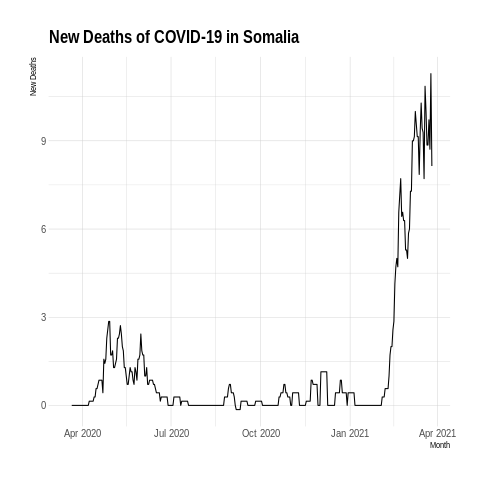 New Deaths of COVID-19 in Somalia
New Deaths
9
6
3
0
Apr 2020 Jul 2020 Oct 2020 Jan 2021 Apr 2021
Month